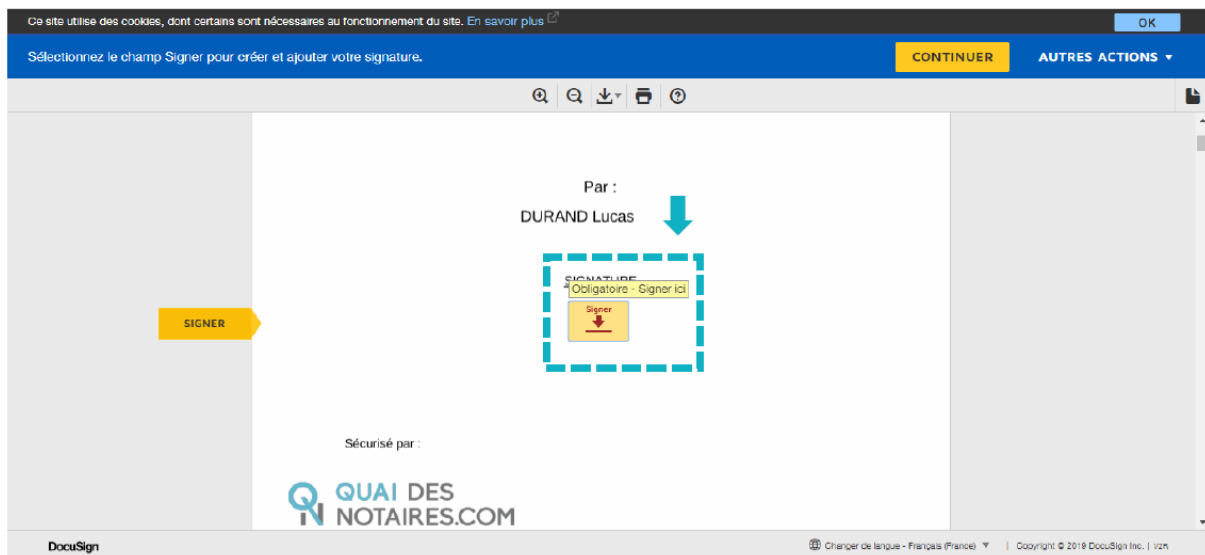 Ce site utilise des cookies, dont certains sont nécessaires au fonctionnement du site. En savoir plus
OK
Sélectionnez le champ Signer pour créer et ajouter votre signature.
CONTINUER
AUTRES ACTIONS
Par :
DURAND Lucas
SIGNATURE
Obligatoire - Signer ici
Signer
SIGNER
Sécurisé par :
QUAI DES
NOTAIRES.COM
DocuSign
Changer de langue - Français (France) | Copyright © 2019 DocuSign Inc. |